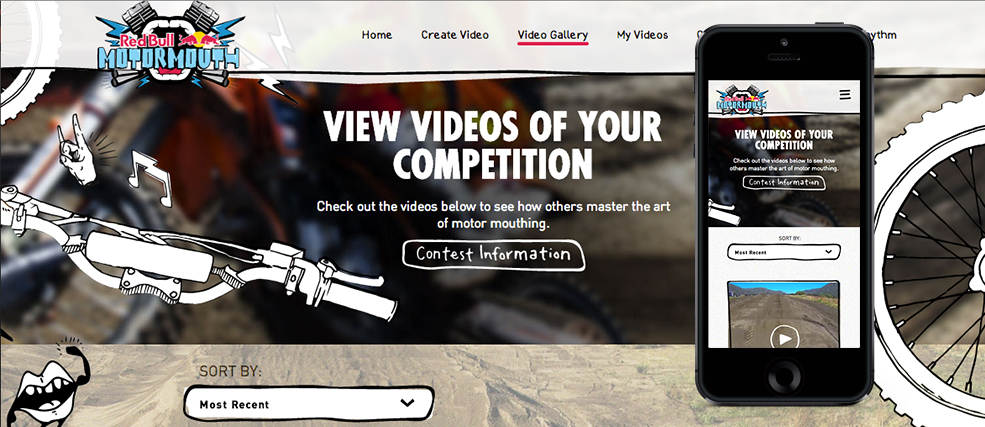 Red Bull
MOTORMOUTH
Home Create Video Video Gallery My Videos
VIEW VIDEOS OF YOUR
COMPETITION
Check out the videos below to see how others master the art
of motor mouthing.
Contest Information
SORT BY:
Most Recent
Red Bull
MOTORMOUTH
VIEW VIDEOS OF YOUR
COMPETITION
Check out the videos below to see how
others master the art of motor mouthing.
Contest Information
SORT BY:
Most Recent